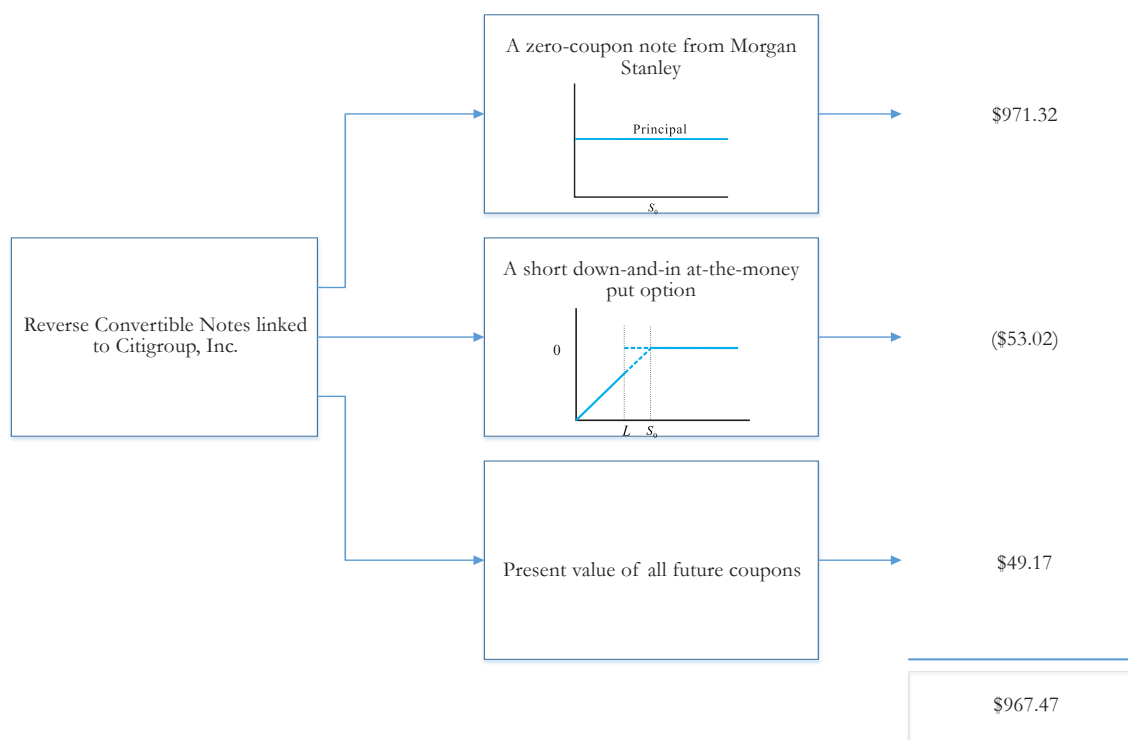 A zero-coupon note from Morgan
Stanley
Principal
S₀
$971.32
Reverse Convertible Notes linked
to Citigroup, Inc.
A short down-and-in at-the-money
put option
0
L S₀
($53.02)
Present value of all future coupons
$49.17
$967.47